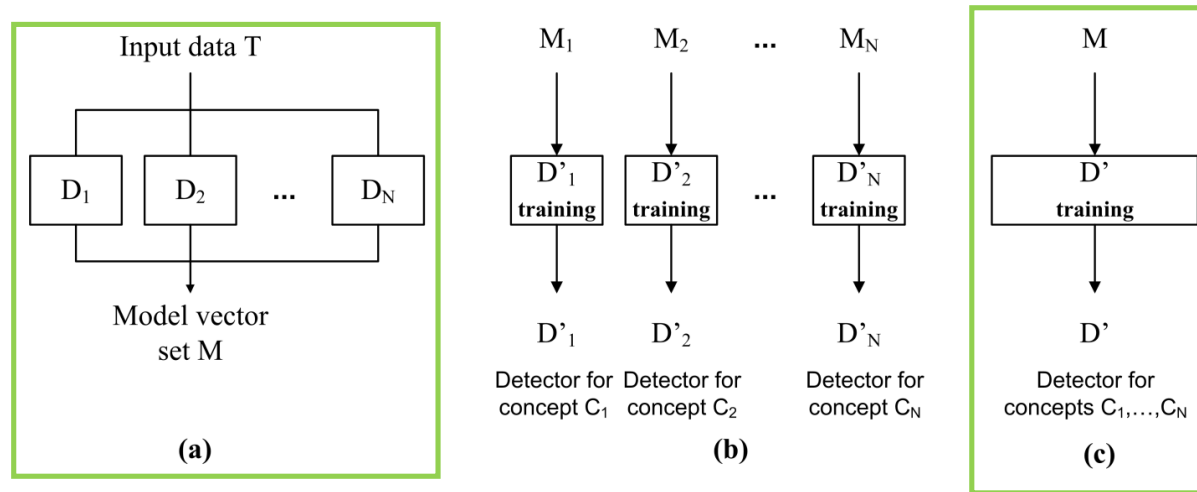 Input data T
D1 D2 ... DN
Model vector
set M
(a)
M1 M2 ... MN
D’1 D’2 D’N
training training ... training
D’1 D’2 D’N
Detector for Detector for Detector for
concept C1 concept C2 concept CN
(b)
M
D’
training
D’
Detector for
concepts C1,...,CN
(c)